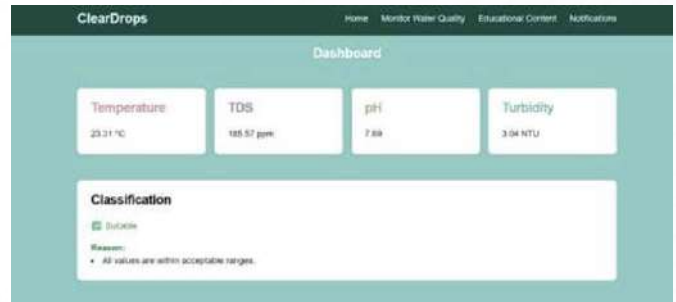 ClearDrops
Home Monitor Water Quality Educational Content Notifications
Dashboard
Temperature TDS pH Turbidity
23.31 °C 185.57 ppm 7.69 3.04 NTU
Classification
Suitable
Reason:
• All values are within acceptable ranges.